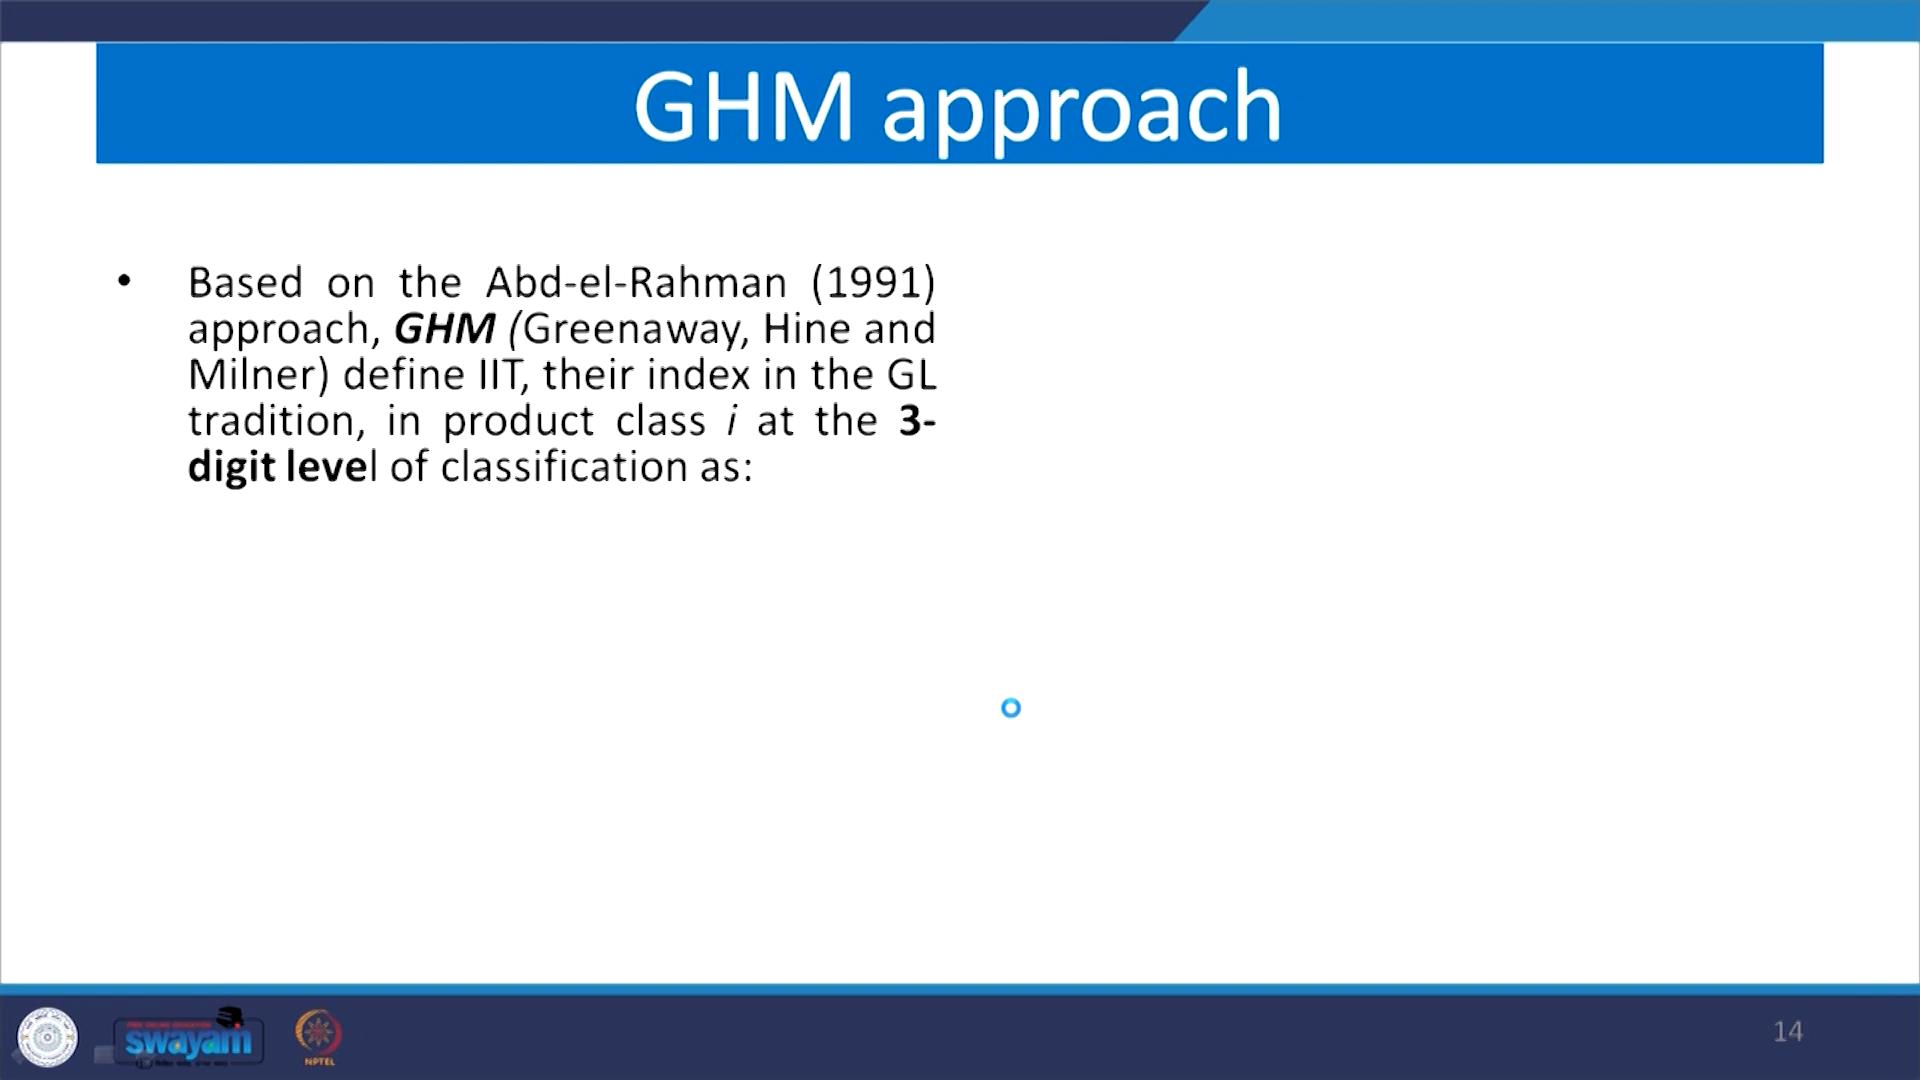 GHM approach
• Based on the Abd-el-Rahman (1991)
approach, GHM (Greenaway, Hine and
Milner) define IIT, their index in the GL
tradition, in product class i at the 3-
digit level of classification as:
swayam
NPTEL
14